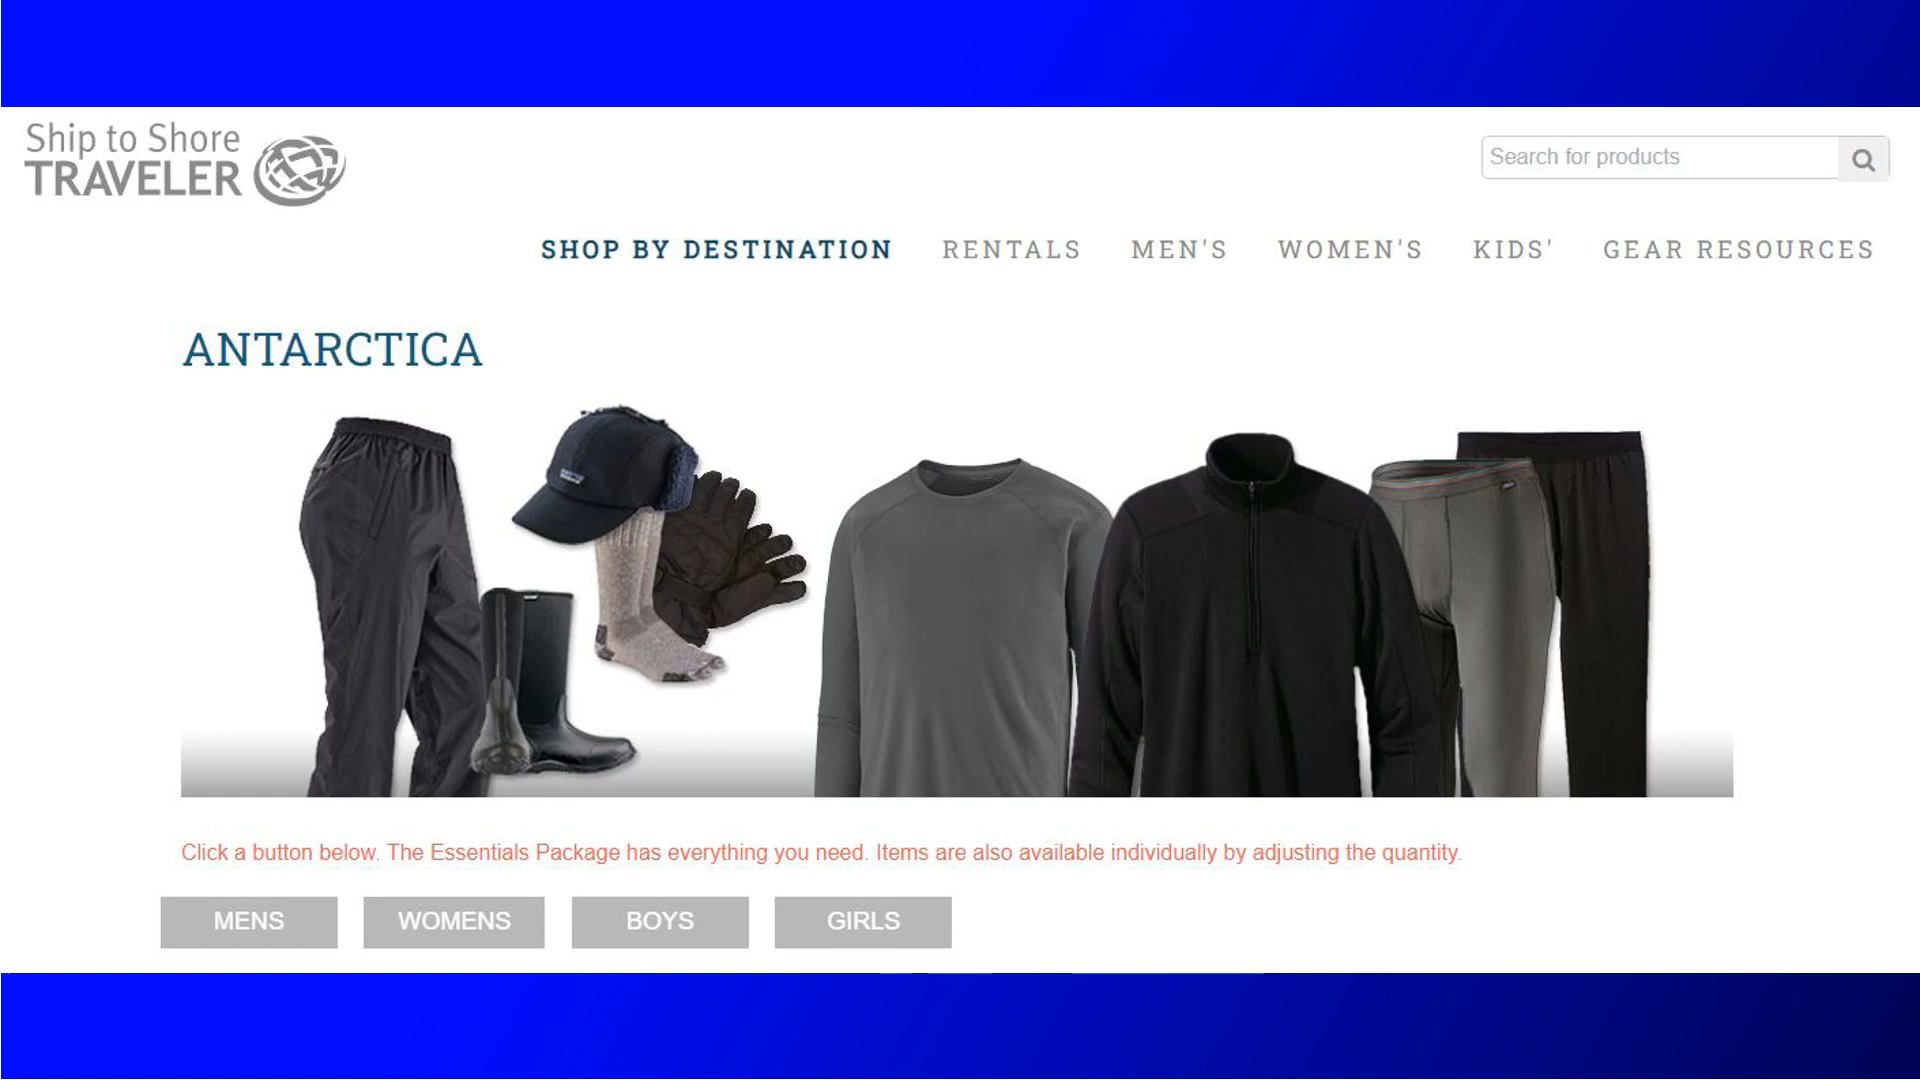 Ship to Shore
TRAVELER
Search for products
SHOP BY DESTINATION RENTALS MEN'S WOMEN'S KIDS' GEAR RESOURCES
ANTARCTICA
Click a button below. The Essentials Package has everything you need. Items are also available individually by adjusting the quantity.
MENS WOMENS BOYS GIRLS